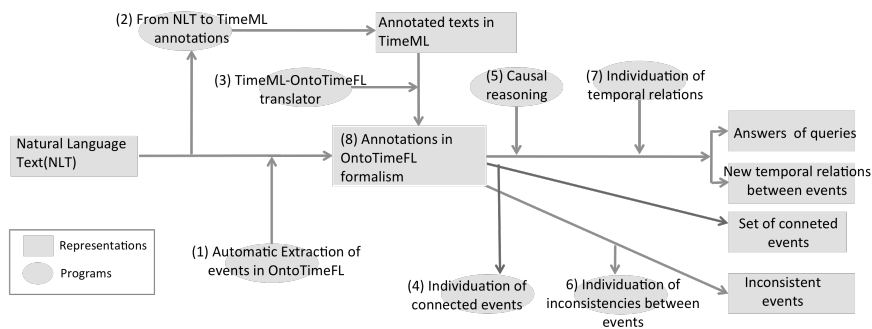 (2) From NLT to TimeML
annotations
Annotated texts in
TimeML
(3) TimeML-OntoTimeFL
translator
(5) Causal
reasoning
(7) Individuation of
temporal relations
Natural Language
Text(NLT)
(8) Annotations in
OntoTimeFL
formalism
Answers of queries
New temporal relations
between events
Set of conneted
events
Representations
Programs
(1) Automatic Extraction of
events in OntoTimeFL
(4) Individuation of
connected events
6) Individuation of
inconsistencies between
events
Inconsistent
events